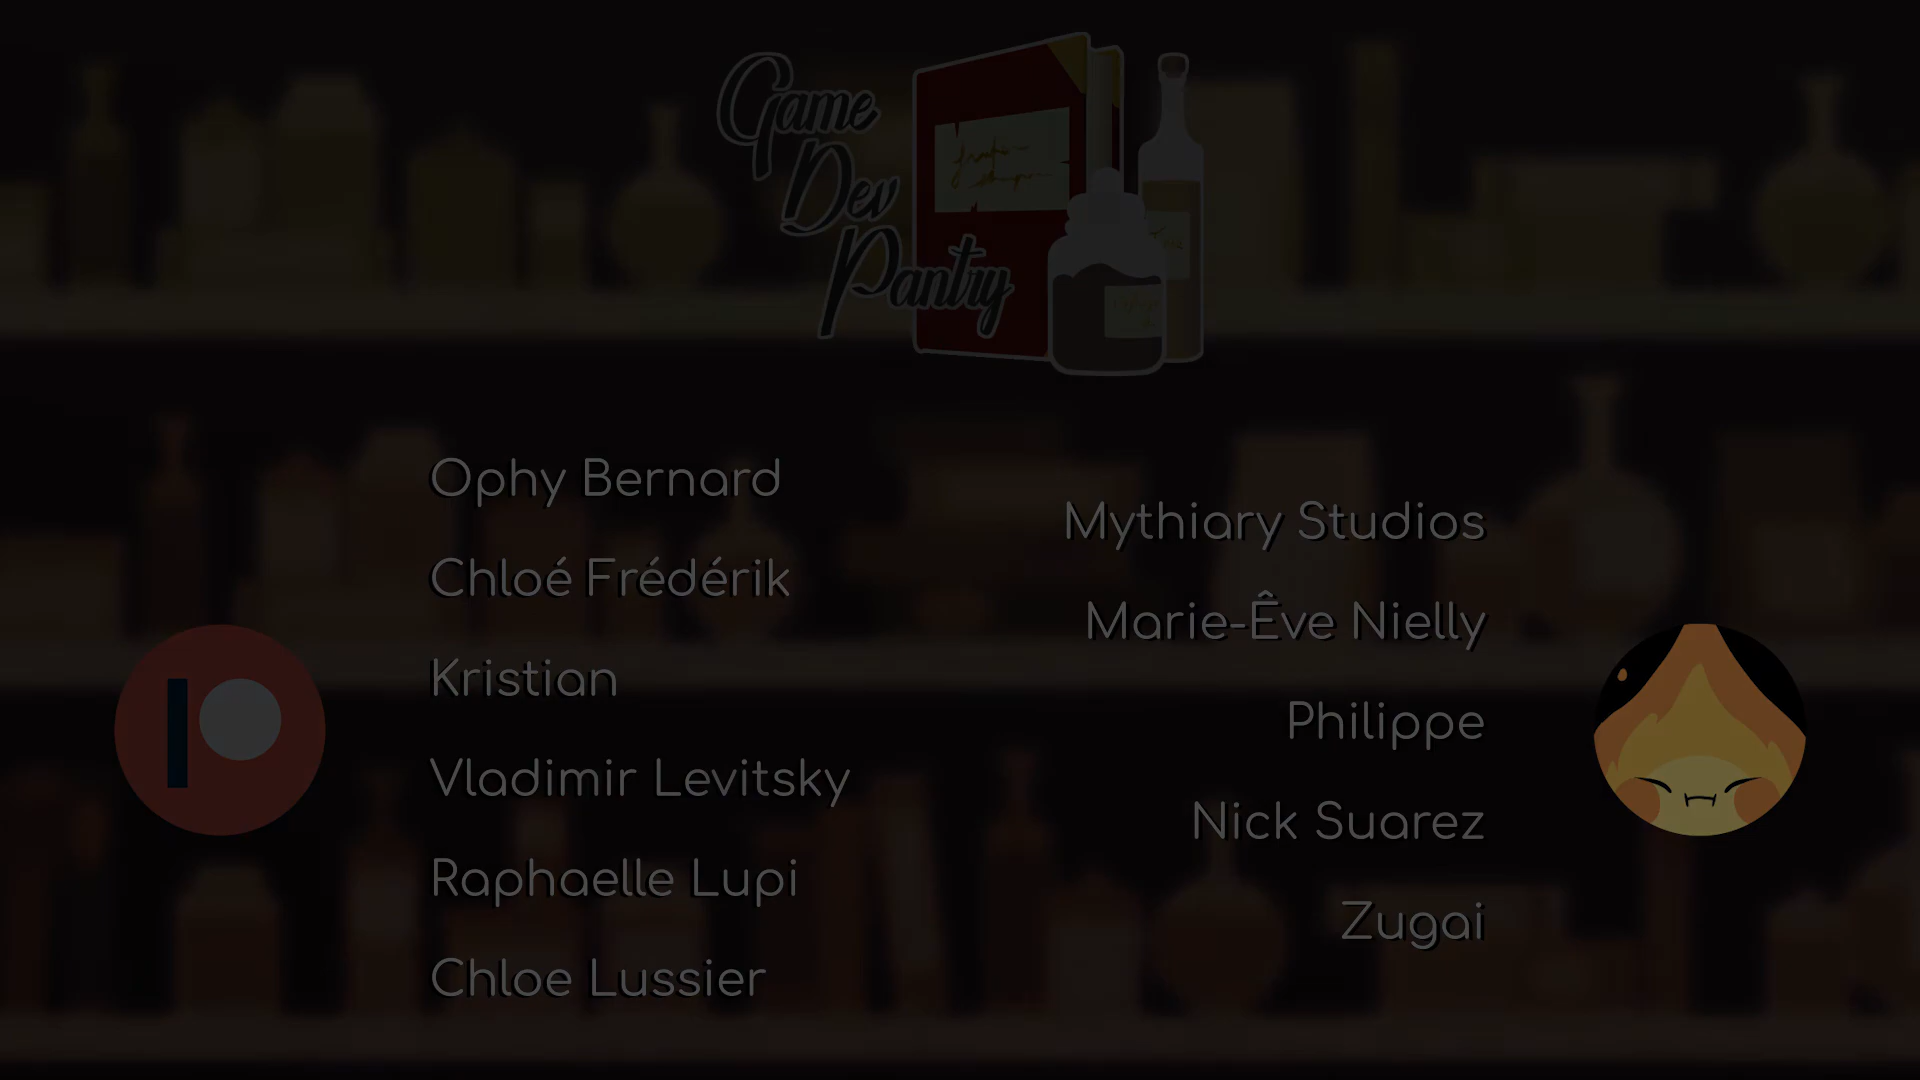 Game
Dev
Pantry
Ophy Bernard
Chloé Frédérik
Kristian
Vladimir Levitsky
Raphaelle Lupi
Chloe Lussier
Mythiary Studios
Marie-Êve Nielly
Philippe
Nick Suarez
Zugai